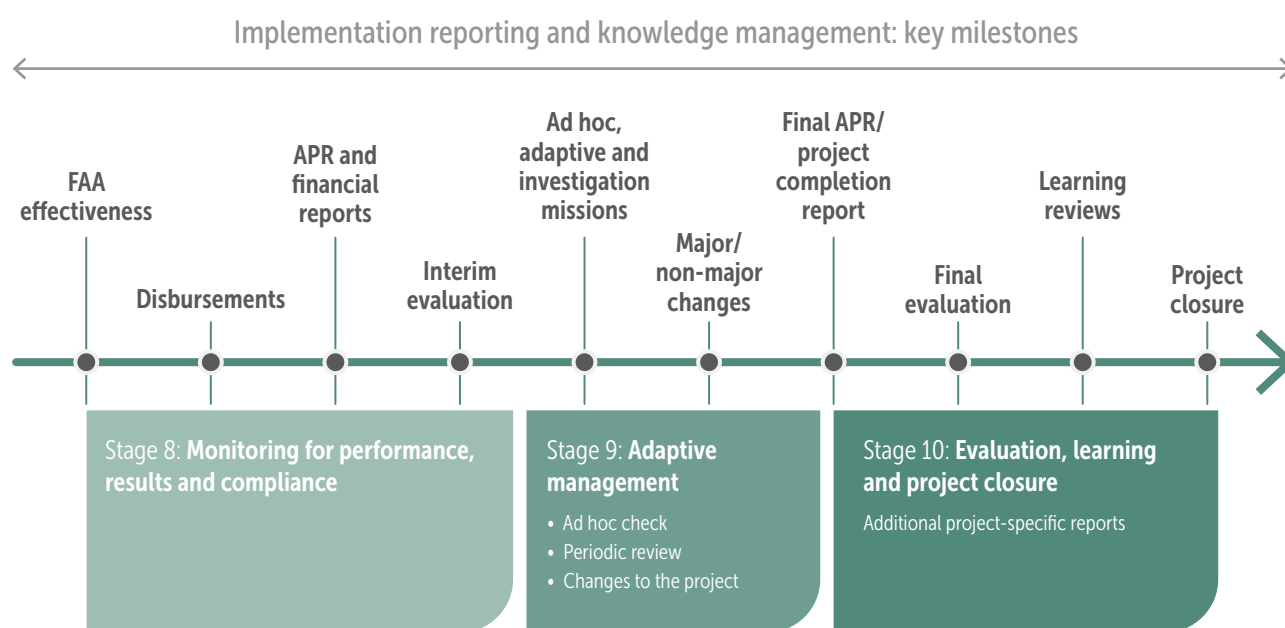 Implementation reporting and knowledge management: key milestones
FAA
effectiveness
Disbursements
APR and
financial
reports
Interim
evaluation
Ad hoc,
adaptive and
investigation
missions
Major/
non-major
changes
Final APR/
project
completion
report
Final
evaluation
Learning
reviews
Project
closure
Stage 8: Monitoring for performance,
results and compliance
Stage 9: Adaptive
management
• Ad hoc check
• Periodic review
• Changes to the project
Stage 10: Evaluation, learning
and project closure
Additional project-specific reports